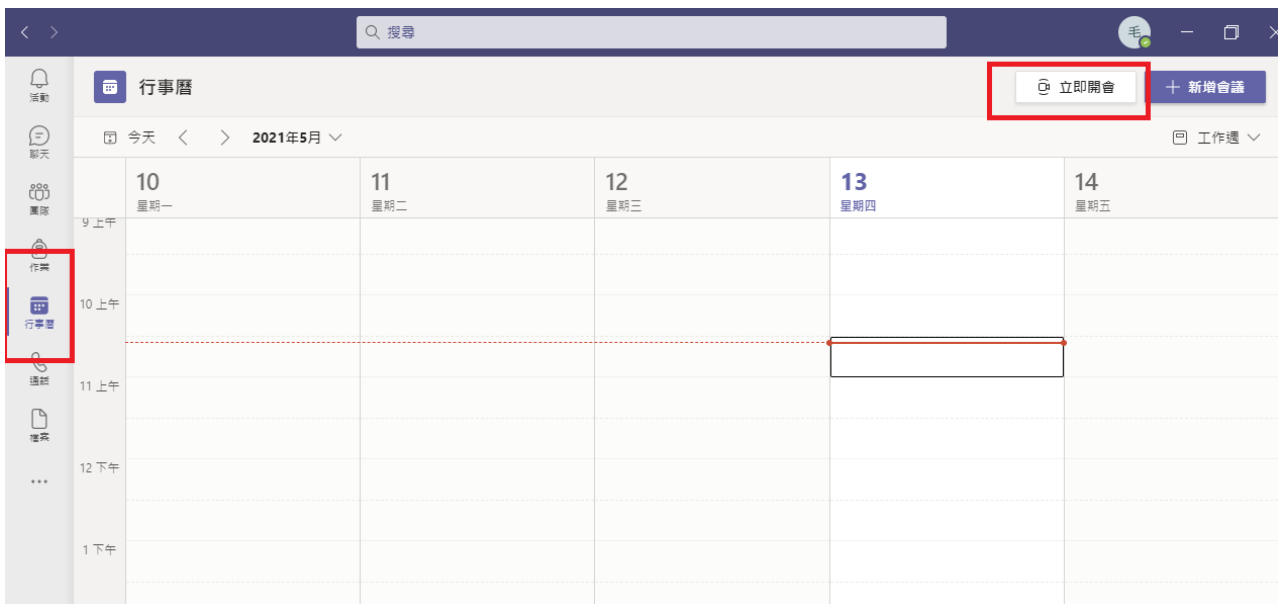 搜尋
毛
活動
聊天
團隊
作業
行事曆
通話
檔案
行事曆
立即開會
新增會議
今天
2021年5月
工作週
10
星期一
11
星期二
12
星期三
13
星期四
14
星期五
9 上午
10 上午
11 上午
12 下午
1 下午